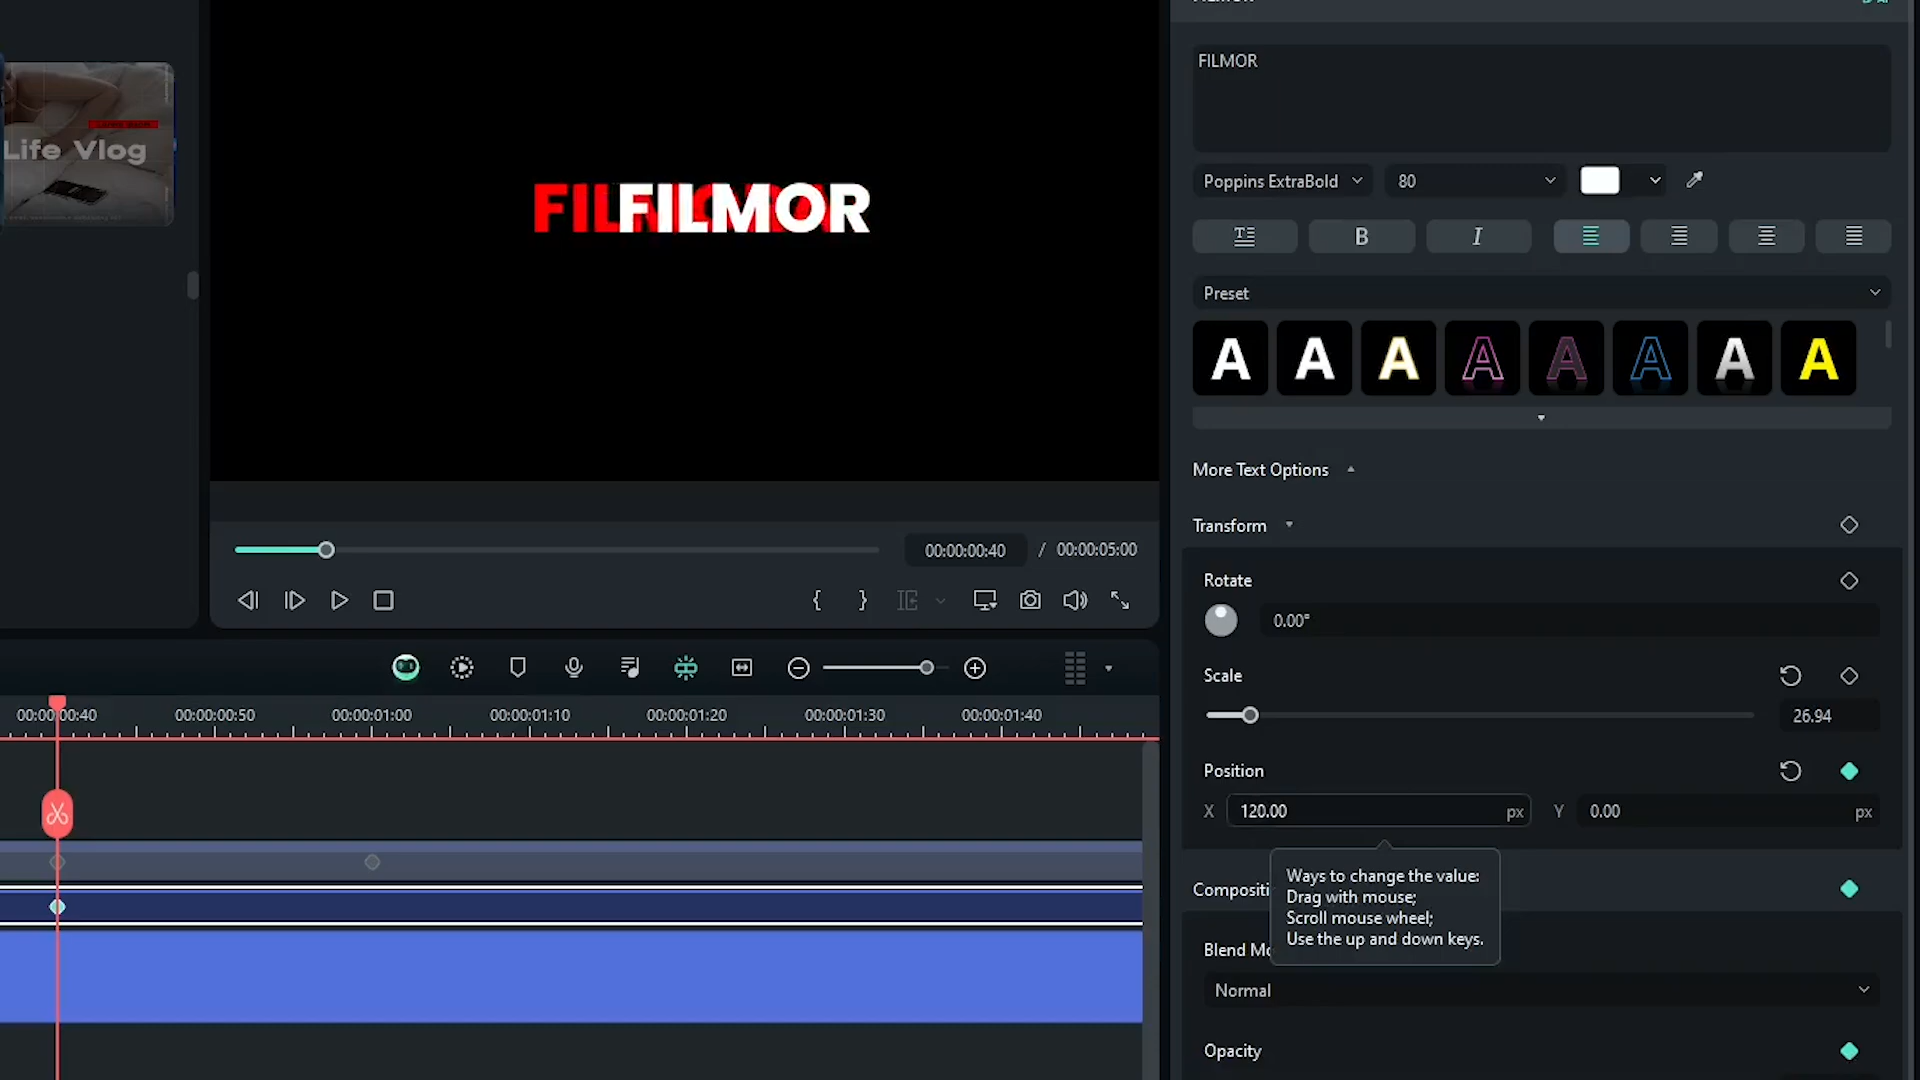 FILMOR
Life Vlog
FILFILMOR
Poppins ExtraBold
80
B
I
Preset
A A A A A A A A
More Text Options
Transform
00:00:00:40 / 00:00:05:00
{ }
Rotate
0.00°
Scale
26.94
00:00:00:40 00:00:00:50 00:00:01:00 00:00:01:10 00:00:01:20 00:00:01:30 00:00:01:40
Position
X 120.00 px Y 0.00 px
Ways to change the value:
Drag with mouse;
Scroll mouse wheel;
Use the up and down keys.
Compositi
Blend Mo
Normal
Opacity